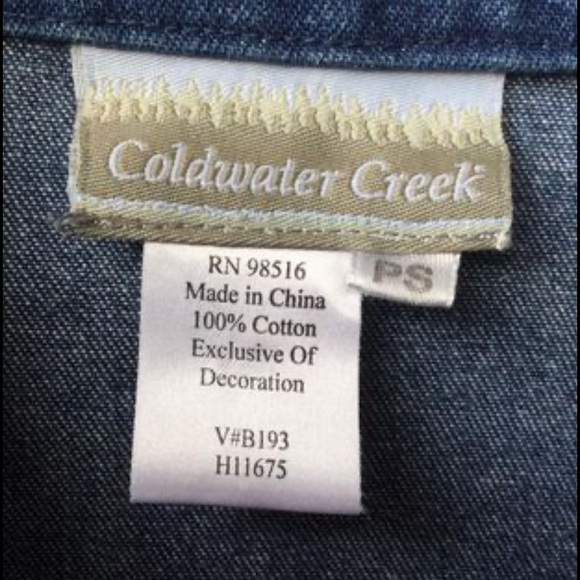 Coldwater Creek
PS
RN 98516
Made in China
100% Cotton
Exclusive Of
Decoration
V#B193
H11675